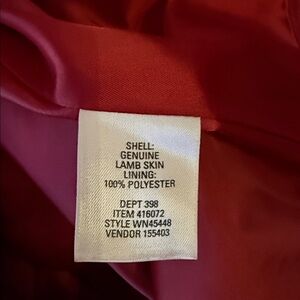 SHELL:
GENUINE
LAMB SKIN
LINING:
100% POLYESTER
DEPT 398
ITEM 416072
STYLE WN45448
VENDOR 155403